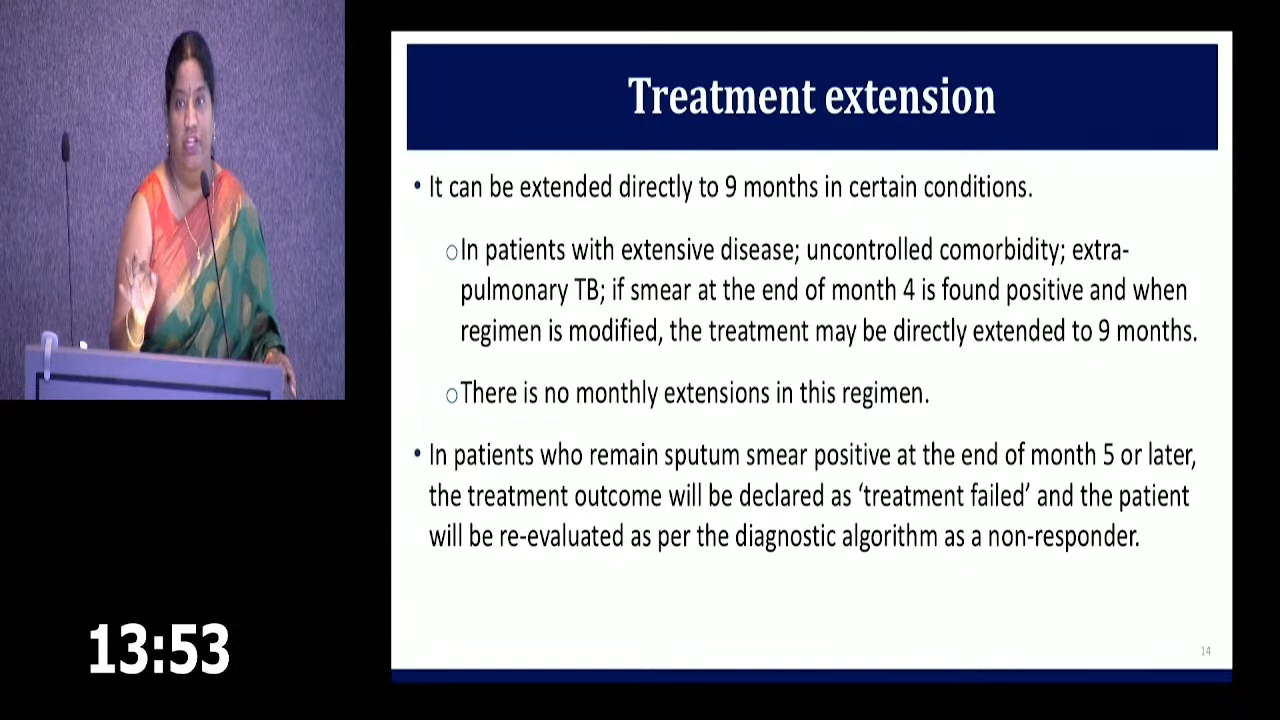 Treatment extension
• It can be extended directly to 9 months in certain conditions.
○In patients with extensive disease; uncontrolled comorbidity; extra-
pulmonary TB; if smear at the end of month 4 is found positive and when
regimen is modified, the treatment may be directly extended to 9 months.
○There is no monthly extensions in this regimen.
• In patients who remain sputum smear positive at the end of month 5 or later,
the treatment outcome will be declared as ‘treatment failed’ and the patient
will be re-evaluated as per the diagnostic algorithm as a non-responder.
14
13:53